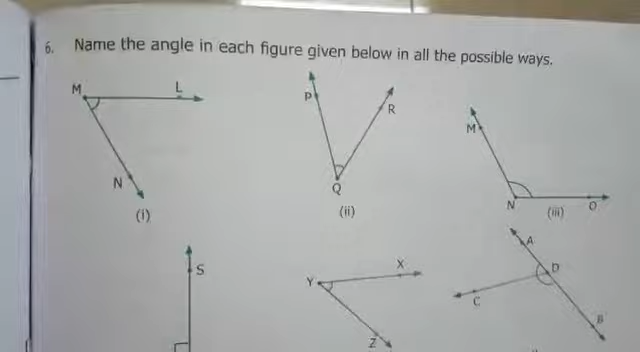 6. Name the angle in each figure given below in all the possible ways.
M L
N
(i)
P R
Q
(ii)
M
N O
(iii)
S
Y X
Z
A
D
C
B